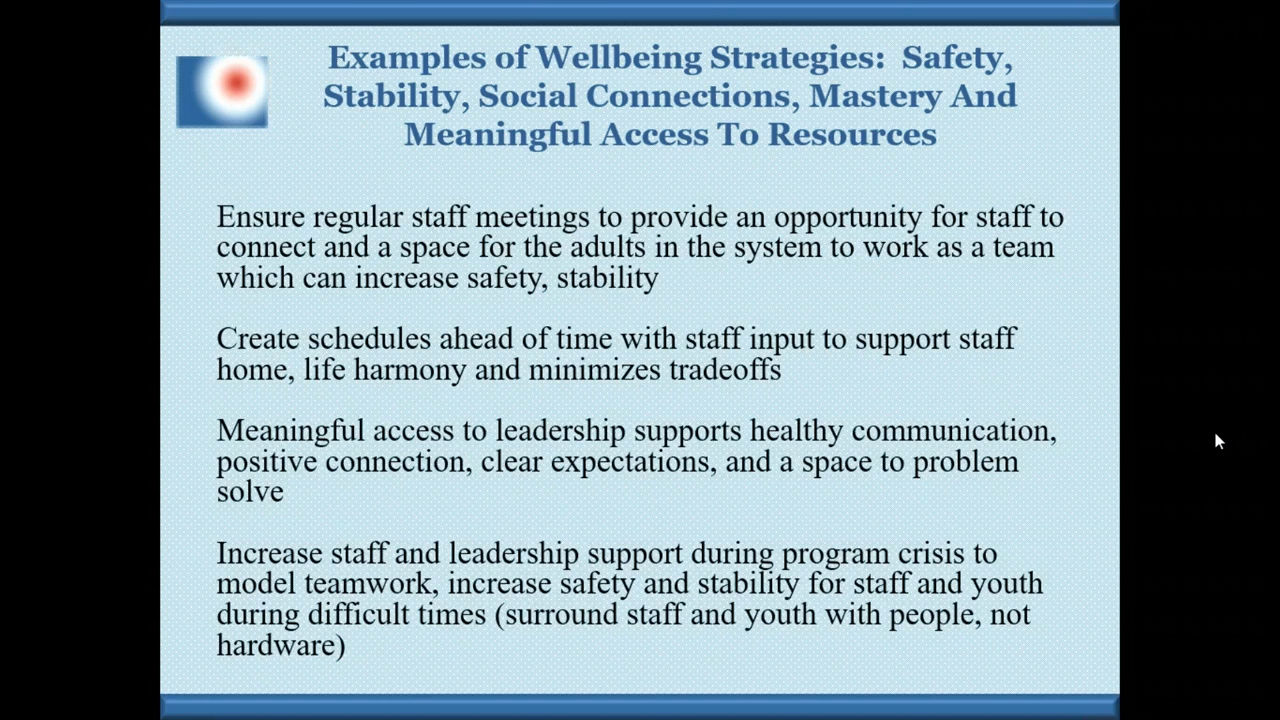 Examples of Wellbeing Strategies:  Safety,
Stability, Social Connections, Mastery And
Meaningful Access To Resources
Ensure regular staff meetings to provide an opportunity for staff to
connect and a space for the adults in the system to work as a team
which can increase safety, stability
Create schedules ahead of time with staff input to support staff
home, life harmony and minimizes tradeoffs
Meaningful access to leadership supports healthy communication,
positive connection, clear expectations, and a space to problem
solve
Increase staff and leadership support during program crisis to
model teamwork, increase safety and stability for staff and youth
during difficult times (surround staff and youth with people, not
hardware)